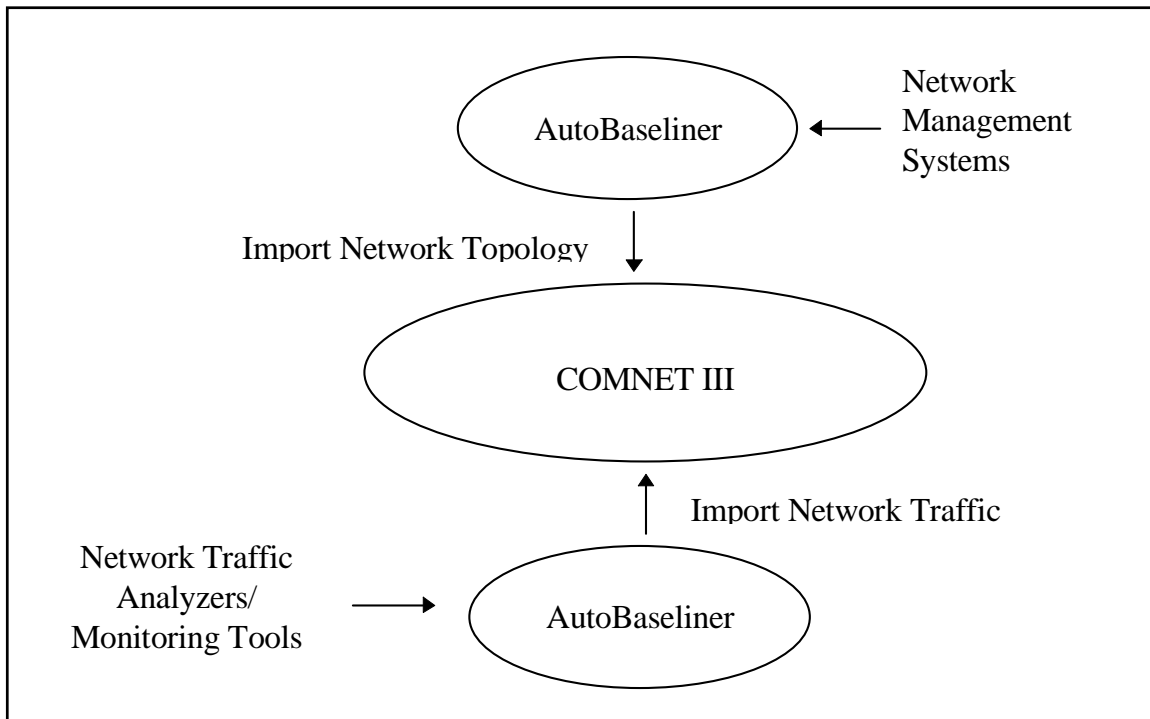 AutoBaseliner
Network
Management
Systems
Import Network Topology
COMNET III
Import Network Traffic
Network Traffic
Analyzers/
Monitoring Tools
AutoBaseliner